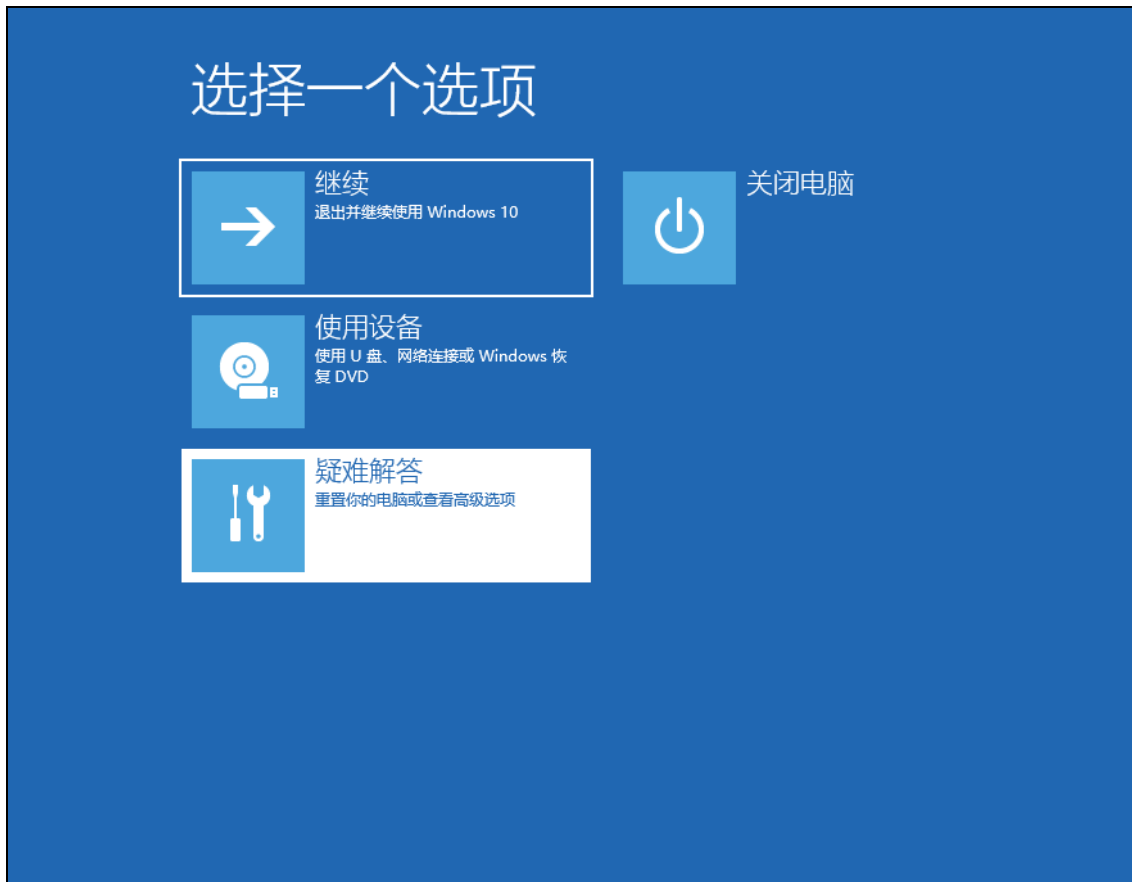 选择一个选项
继续
退出并继续使用 Windows 10
关闭电脑
使用设备
使用 U 盘、网络连接或 Windows 恢
复 DVD
疑难解答
重置你的电脑或查看高级选项